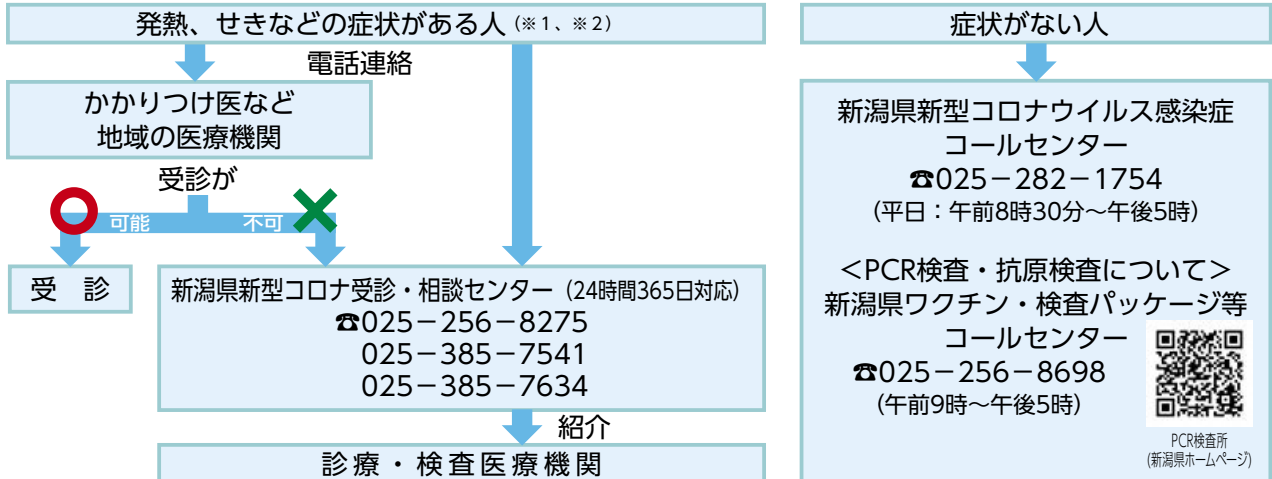 発熱、せきなどの症状がある人(※1、※2)
電話連絡
かかりつけ医など
地域の医療機関
受診が
可能
不可
受 診
新潟県新型コロナ受診・相談センター(24時間365日対応)
☎025-256-8275
025-385-7541
025-385-7634
紹介
診療・検査医療機関
症状がない人
新潟県新型コロナウイルス感染症
コールセンター
☎025-282-1754
(平日:午前8時30分~午後5時)
<PCR検査・抗原検査について>
新潟県ワクチン・検査パッケージ等
コールセンター
☎025-256-8698
(午前9時~午後5時)
PCR検査所
(新潟県ホームページ)